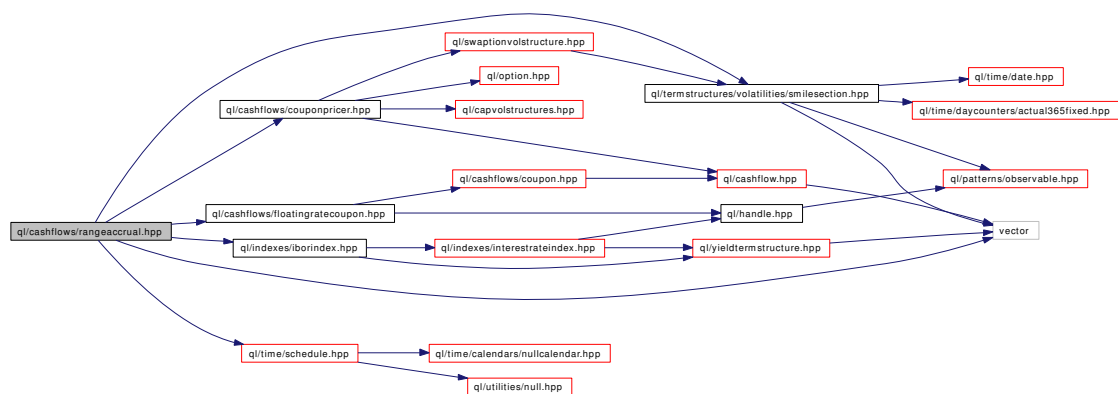 ql/swaptionvolstructure.hpp
ql/option.hpp
ql/time/date.hpp
ql/termstructures/volatilities/smilesection.hpp
ql/cashflows/couponpricer.hpp
ql/capvolstructures.hpp
ql/time/daycounters/actual365fixed.hpp
ql/cashflows/coupon.hpp
ql/cashflow.hpp
ql/patterns/observable.hpp
ql/cashflows/floatingratecoupon.hpp
ql/handle.hpp
ql/cashflows/rangeaccrual.hpp
vector
ql/indexes/iborindex.hpp
ql/indexes/interestrateindex.hpp
ql/yieldtermstructure.hpp
ql/time/schedule.hpp
ql/time/calendars/nullcalendar.hpp
ql/utilities/null.hpp